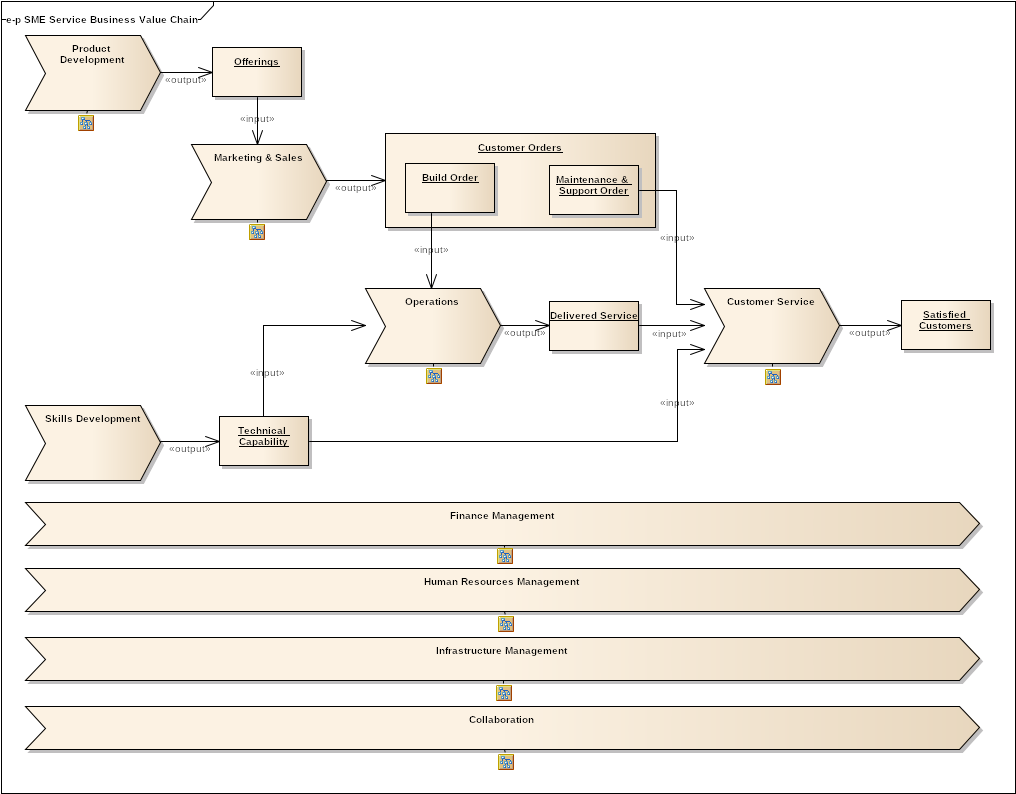 e-p SME Service Business Value Chain
Product
Development
Offerings
«output»
«input»
Marketing & Sales
Customer Orders
Build Order
Maintenance &
Support Order
«output»
«input»
«input»
Operations
Delivered Service
Customer Service
Satisfied
Customers
«output»
«input»
«output»
«input»
«input»
Skills Development
Technical
Capability
«output»
Finance Management
Human Resources Management
Infrastructure Management
Collaboration